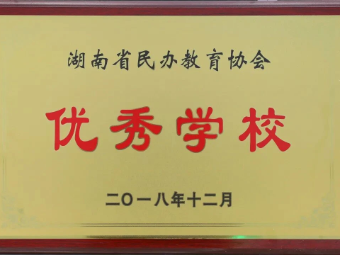 湖南省民办教育协会
优秀学校
二〇一八年十二月